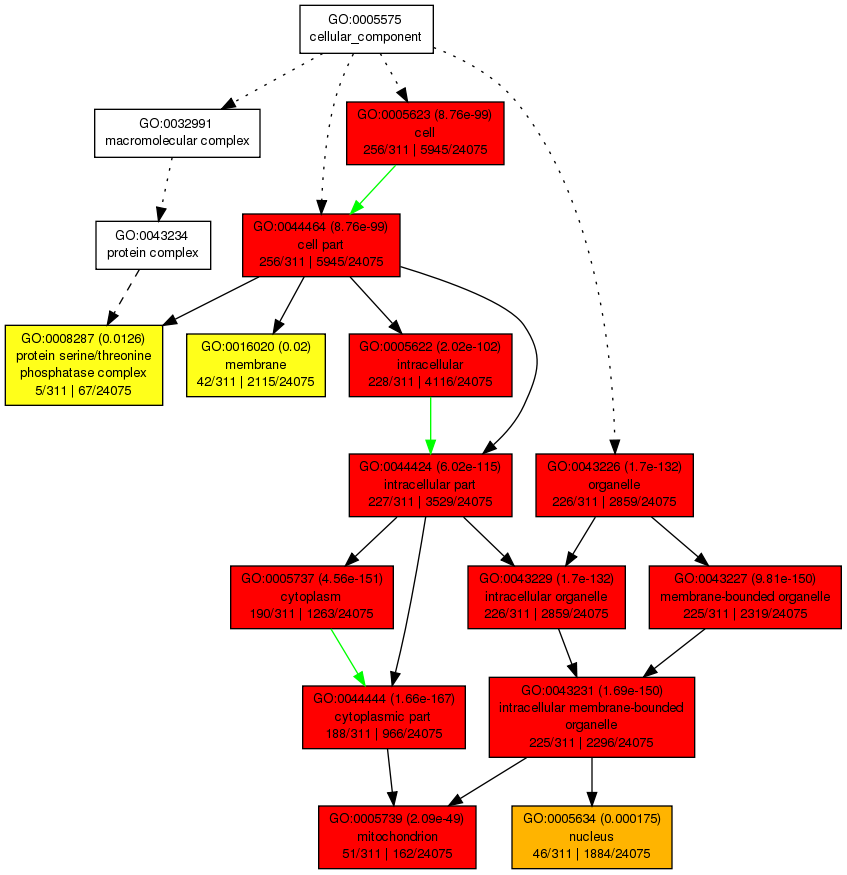 GO:0005575
cellular_component
GO:0032991
macromolecular complex
GO:0005623 (8.76e-99)
cell
256/311 | 5945/24075
GO:0043234
protein complex
GO:0044464 (8.76e-99)
cell part
256/311 | 5945/24075
GO:0008287 (0.0126)
protein serine/threonine
phosphatase complex
5/311 | 67/24075
GO:0016020 (0.02)
membrane
42/311 | 2115/24075
GO:0005622 (2.02e-102)
intracellular
228/311 | 4116/24075
GO:0044424 (6.02e-115)
intracellular part
227/311 | 3529/24075
GO:0043226 (1.7e-132)
organelle
226/311 | 2859/24075
GO:0005737 (4.56e-151)
cytoplasm
190/311 | 1263/24075
GO:0043229 (1.7e-132)
intracellular organelle
226/311 | 2859/24075
GO:0043227 (9.81e-150)
membrane-bounded organelle
225/311 | 2319/24075
GO:0044444 (1.66e-167)
cytoplasmic part
188/311 | 966/24075
GO:0043231 (1.69e-150)
intracellular membrane-bounded
organelle
225/311 | 2296/24075
GO:0005739 (2.09e-49)
mitochondrion
51/311 | 162/24075
GO:0005634 (0.000175)
nucleus
46/311 | 1884/24075